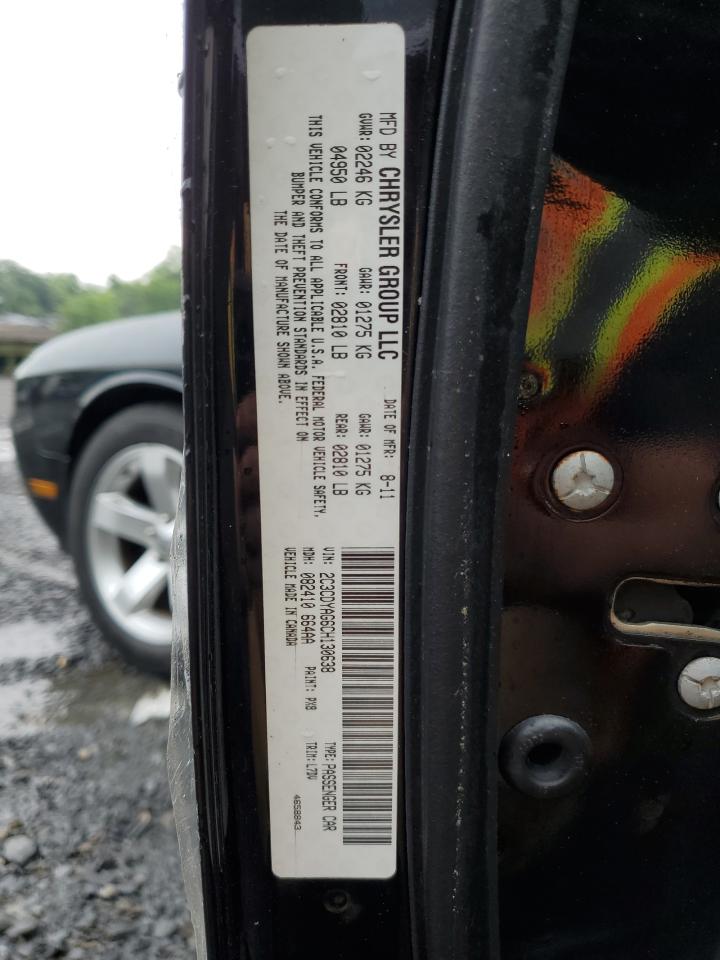 MFD BY CHRYSLER GROUP LLC
DATE OF MFR: 8-11
GVWR: 02246 KG
GAWR: 01275 KG
GAWR: 01275 KG
04950 LB
FRONT: 02810 LB
REAR: 02810 LB
THIS VEHICLE CONFORMS TO ALL APPLICABLE U.S.A. FEDERAL MOTOR VEHICLE SAFETY,
BUMPER AND THEFT PREVENTION STANDARDS IN EFFECT ON
THE DATE OF MANUFACTURE SHOWN ABOVE.
VIN: 2C3CDYAG6CH130638
TYPE: PASSENGER CAR
MDH: 082410 664AA
PAINT: PX8
TRIM: L7DV
VEHICLE MADE IN CANADA
4658843